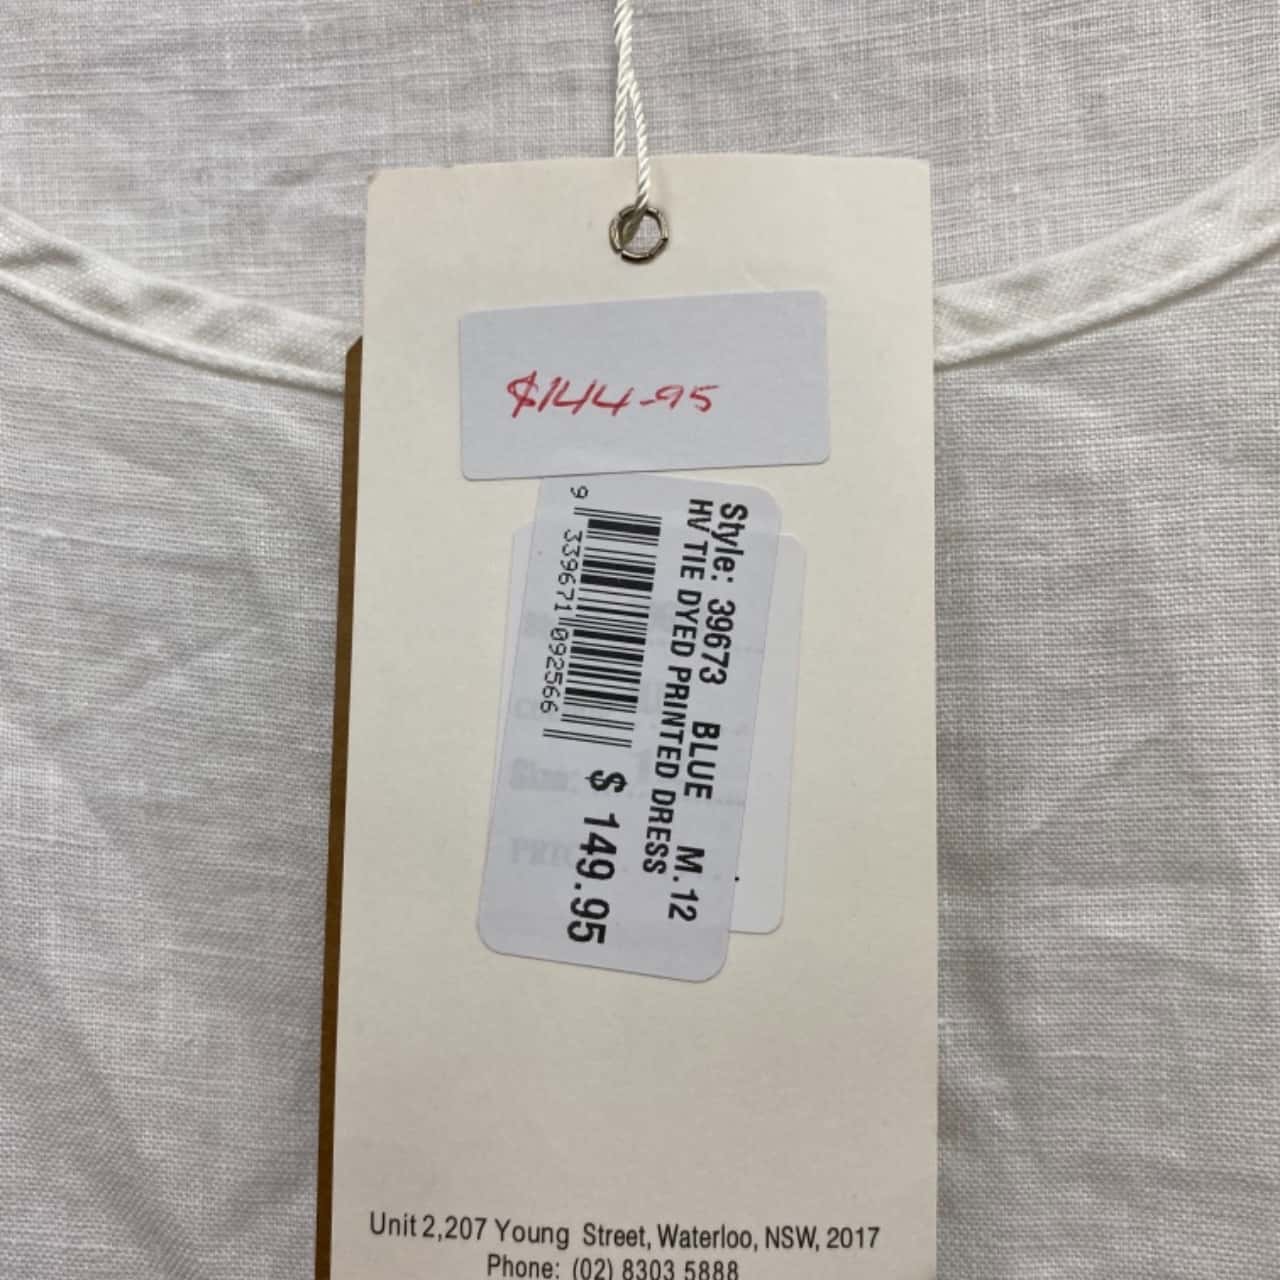 $144-95
Style: 39673 BLUE M.12
HV TIE DYED PRINTED DRESS
9 339671 092566
$ 149.95
Unit 2,207 Young Street, Waterloo, NSW, 2017
Phone: (02) 8303 5888